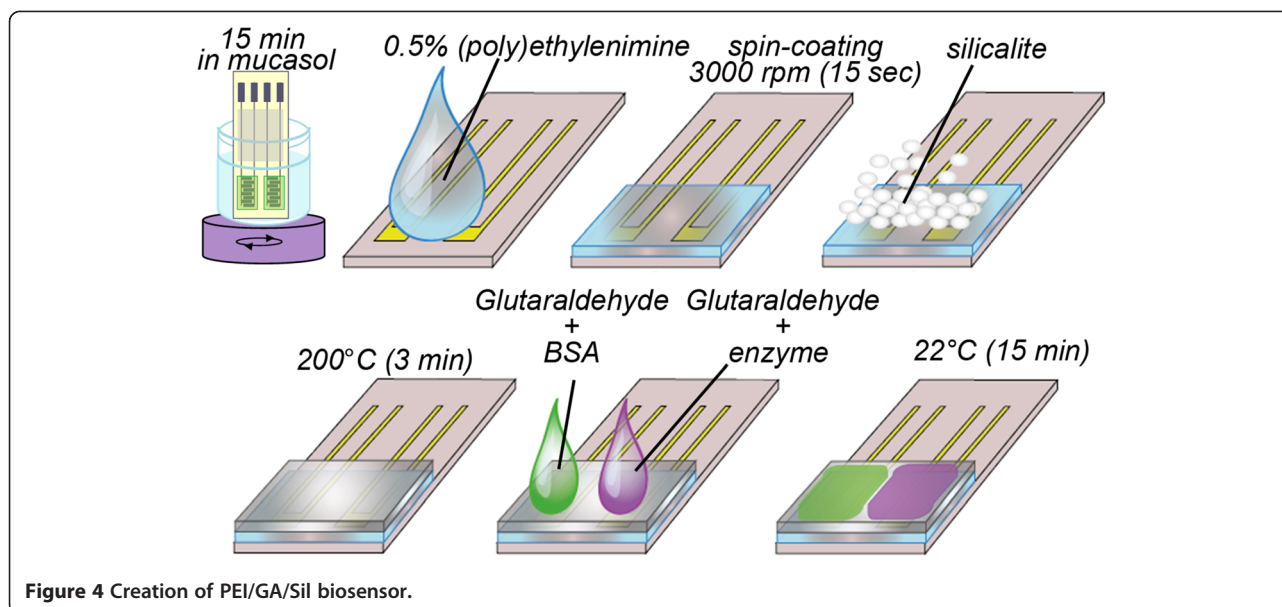 15 min
in mucasol
0.5% (poly)ethylenimine
spin-coating
3000 rpm (15 sec)
silicalite
200°C (3 min)
Glutaraldehyde
+
BSA
Glutaraldehyde
+
enzyme
22°C (15 min)
Figure 4 Creation of PEI/GA/Sil biosensor.